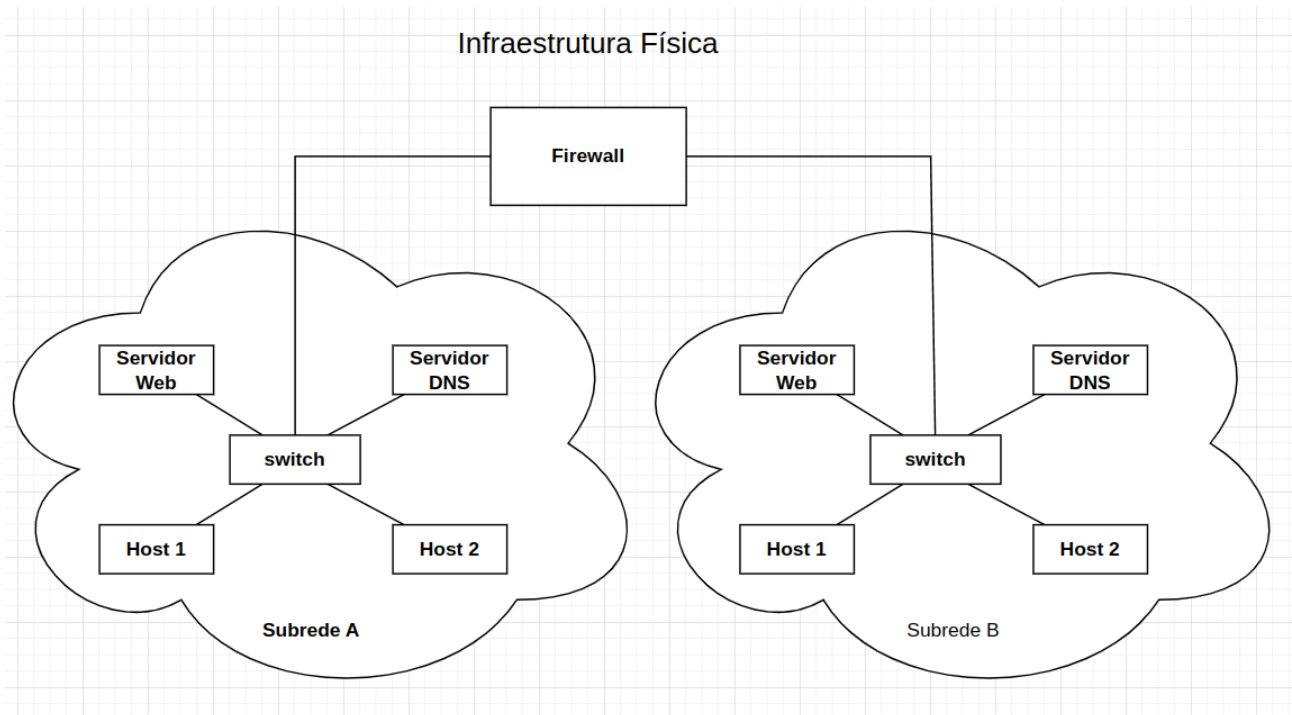 Infraestrutura Física
Firewall
Servidor
Web
Servidor
DNS
switch
Host 1
Host 2
Subrede A
Servidor
Web
Servidor
DNS
switch
Host 1
Host 2
Subrede B